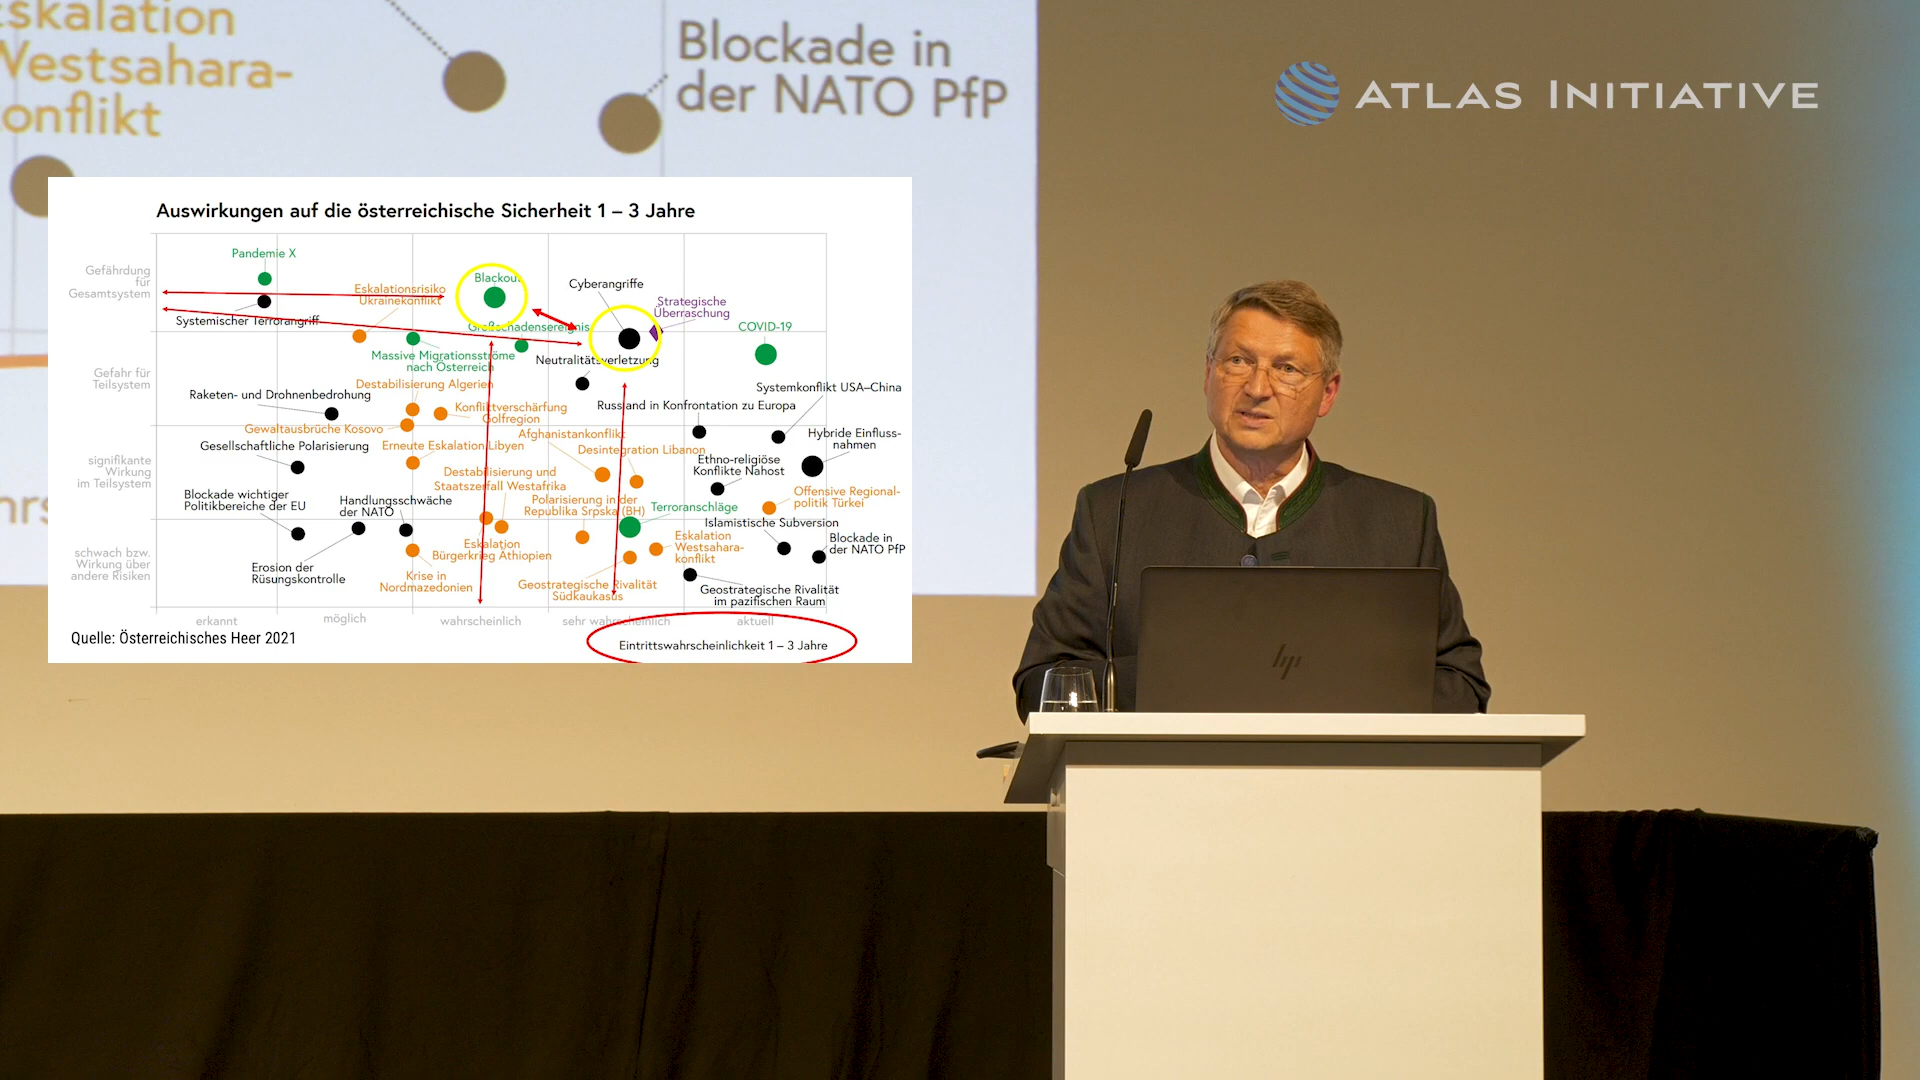 Eskalation
Westsahara-
konflikt
Blockade in
der NATO PfP
ATLAS INITIATIVE
Auswirkungen auf die österreichische Sicherheit 1 – 3 Jahre
Gefährdung
für
Gesamtsystem
Gefahr für
Teilsystem
signifikante
Wirkung
im Teilsystem
schwach bzw.
Wirkung über
andere Risiken
Pandemie X
Systemischer Terrorangriff
Eskalationsrisiko
Ukrainekonflikt
Blackout
Cyberangriffe
Strategische
Überraschung
Großschadensereignis
COVID-19
Massive Migrationsströme
nach Österreich
Neutralitätsverletzung
Destabilisierung Algerien
Systemkonflikt USA–China
Raketen- und Drohnenbedrohung
Konfliktverschärfung
Golfregion
Russland in Konfrontation zu Europa
Gewaltausbrüche Kosovo
Afghanistankonflikt
Hybride Einfluss-
nahmen
Gesellschaftliche Polarisierung
Erneute Eskalation Libyen
Desintegration Libanon
Ethno-religiöse
Konflikte Nahost
Destabilisierung und
Staatszerfall Westafrika
Blockade wichtiger
Politikbereiche der EU
Handlungsschwäche
der NATO
Polarisierung in der
Republika Srpska (BH)
Offensive Regional-
politik Türkei
Terroranschläge
Islamistische Subversion
Eskalation
Bürgerkrieg Äthiopien
Eskalation
Westsahara-
konflikt
Blockade in
der NATO PfP
Erosion der
Rüsungskontrolle
Krise in
Nordmazedonien
Geostrategische Rivalität
Südkaukasus
Geostrategische Rivalität
im pazifischen Raum
erkannt
möglich
wahrscheinlich
sehr wahrscheinlich
aktuell
Quelle: Österreichisches Heer 2021
Eintrittswahrscheinlichkeit 1 – 3 Jahre
hp